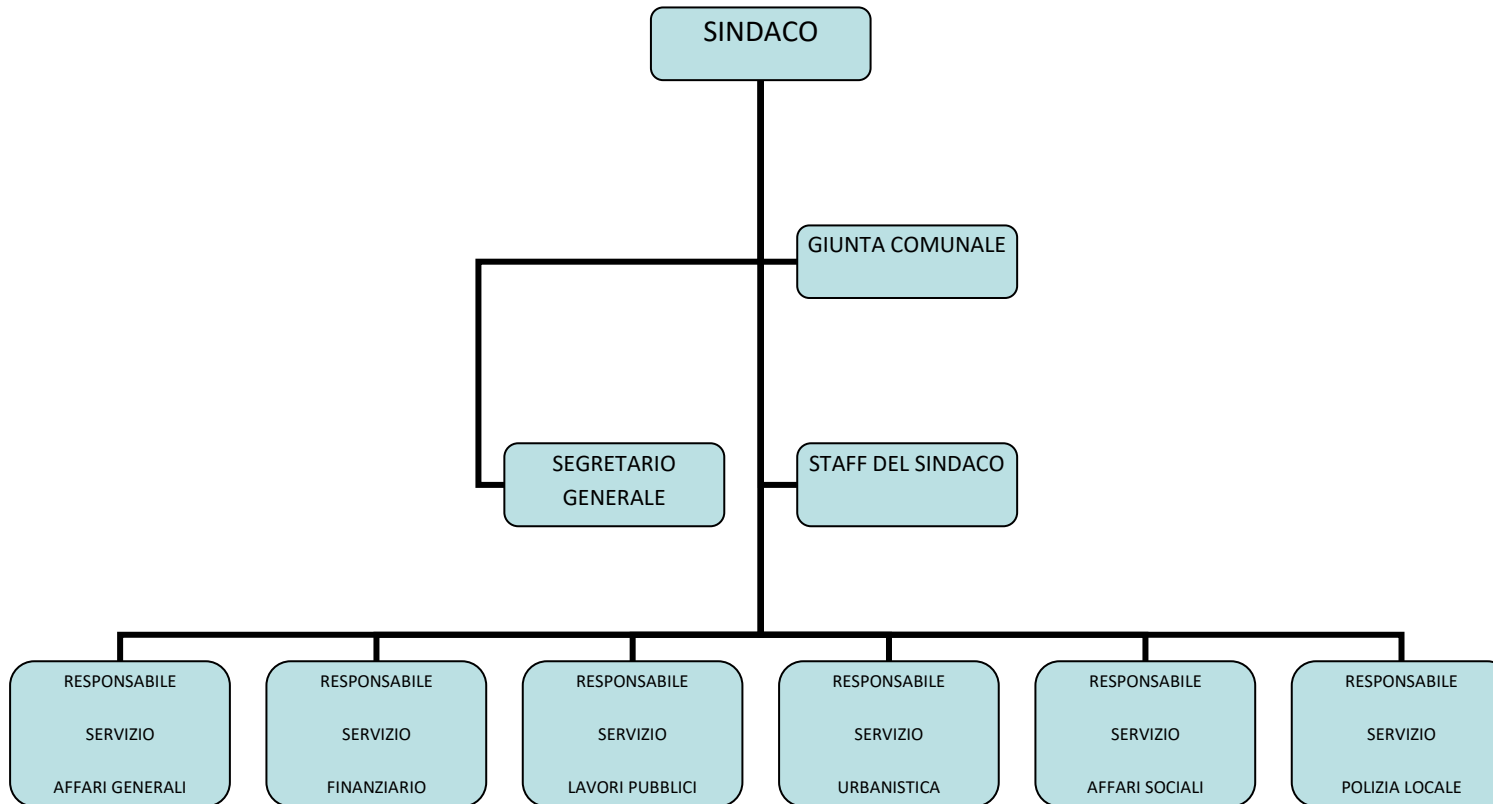 SINDACO
GIUNTA COMUNALE
SEGRETARIO
GENERALE
STAFF DEL SINDACO
RESPONSABILE
SERVIZIO
AFFARI GENERALI
RESPONSABILE
SERVIZIO
FINANZIARIO
RESPONSABILE
SERVIZIO
LAVORI PUBBLICI
RESPONSABILE
SERVIZIO
URBANISTICA
RESPONSABILE
SERVIZIO
AFFARI SOCIALI
RESPONSABILE
SERVIZIO
POLIZIA LOCALE